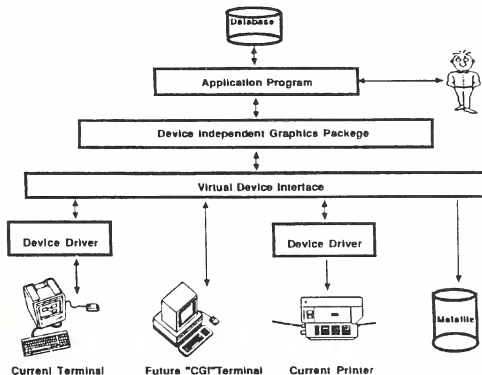 Database
Application Program
Device Independent Graphics Package
Virtual Device Interface
Device Driver
Device Driver
Metafile
Current Terminal
Future "CGI" Terminal
Current Printer